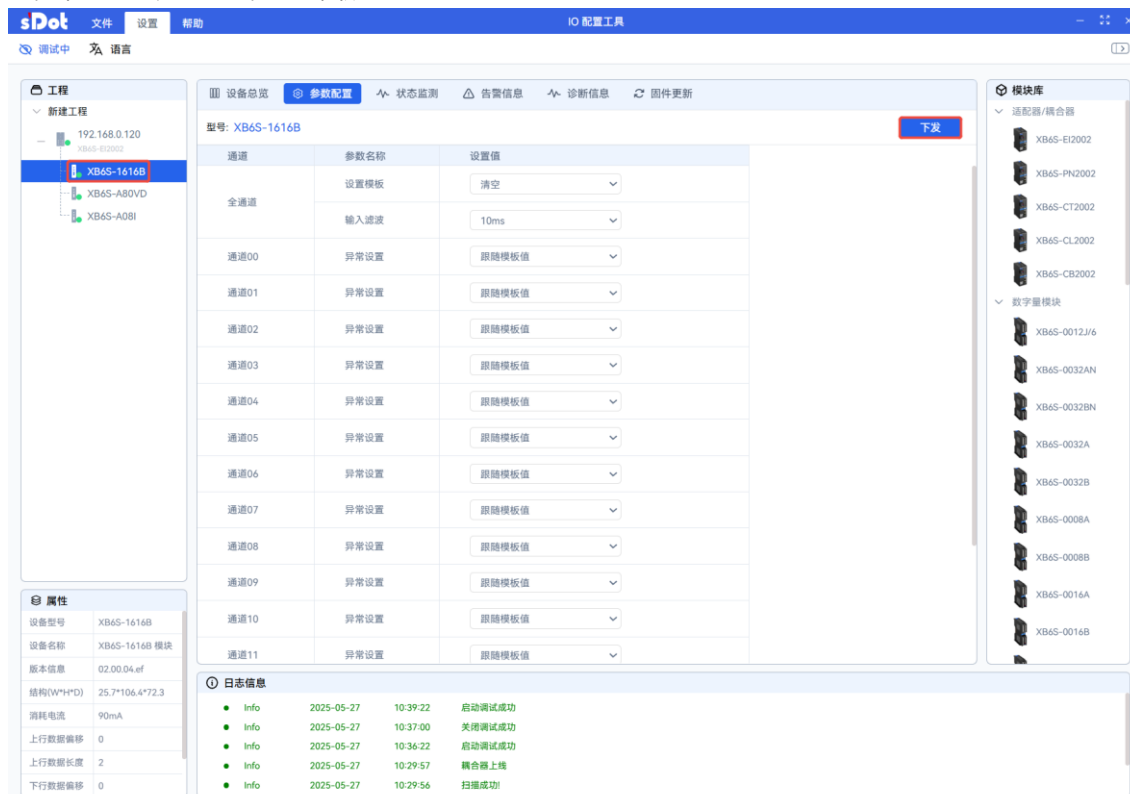 sDot 文件 设置 帮助 IO 配置工具
调试中 语言
工程
新建工程
192.168.0.120
XB6S-EI2002
XB6S-1616B
XB6S-A80VD
XB6S-A08I
设备总览 参数配置 状态监测 告警信息 诊断信息 固件更新
型号: XB6S-1616B 下发
通道 参数名称 设置值
全通道
设置模板 清空
输入滤波 10ms
通道00 异常设置 跟随模板值
通道01 异常设置 跟随模板值
通道02 异常设置 跟随模板值
通道03 异常设置 跟随模板值
通道04 异常设置 跟随模板值
通道05 异常设置 跟随模板值
通道06 异常设置 跟随模板值
通道07 异常设置 跟随模板值
通道08 异常设置 跟随模板值
通道09 异常设置 跟随模板值
通道10 异常设置 跟随模板值
通道11 异常设置 跟随模板值
模块库
适配器/耦合器
XB6S-EI2002
XB6S-PN2002
XB6S-CT2002
XB6S-CL2002
XB6S-CB2002
数字量模块
XB6S-0012J/6
XB6S-0032AN
XB6S-0032BN
XB6S-0032A
XB6S-0032B
XB6S-0008A
XB6S-0008B
XB6S-0016A
XB6S-0016B
属性
设备型号 XB6S-1616B
设备名称 XB6S-1616B 模块
版本信息 02.00.04.ef
结构(W*H*D) 25.7*106.4*72.3
消耗电流 90mA
上行数据偏移 0
上行数据长度 2
下行数据偏移 0
日志信息
Info 2025-05-27 10:39:22 启动调试成功
Info 2025-05-27 10:37:00 关闭调试成功
Info 2025-05-27 10:36:22 启动调试成功
Info 2025-05-27 10:29:57 耦合器上线
Info 2025-05-27 10:29:56 扫描成功!